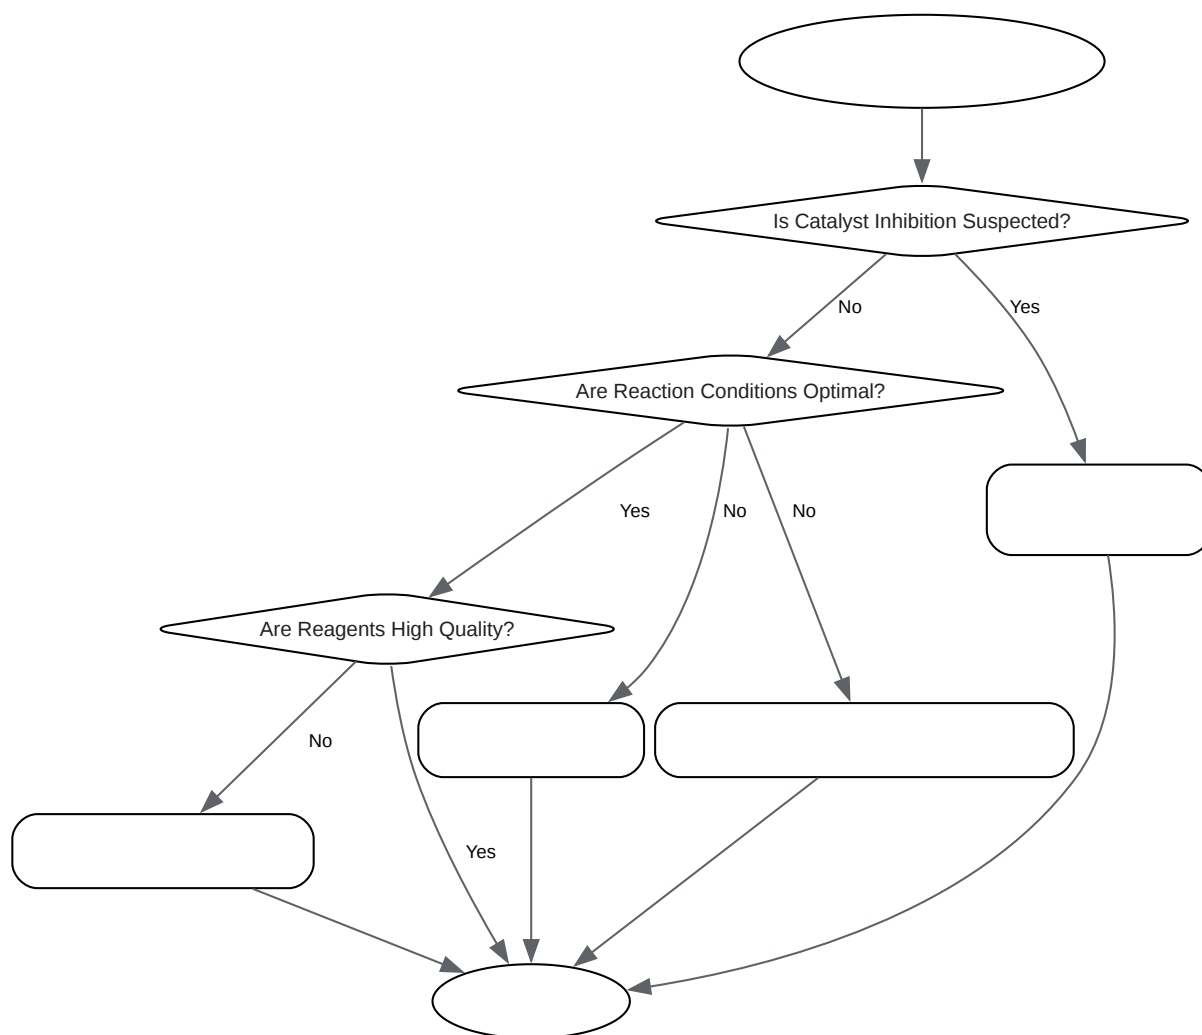 Is Catalyst Inhibition Suspected?
No
Yes
Are Reaction Conditions Optimal?
Yes
No
No
Are Reagents High Quality?
No
Yes